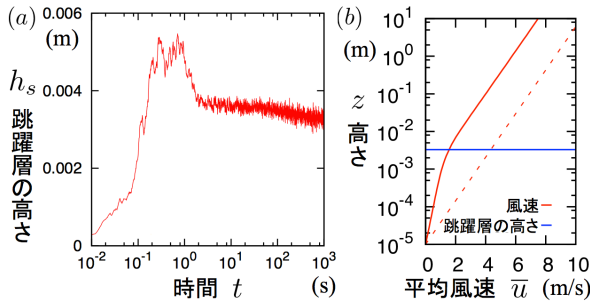 (a)
0.006
(m)
0.004
0.002
0
h_s
跳躍層の高さ
10^-2 10^-1 10^0 10^1 10^2 10^3
時間 t (s)
(b)
10^1
(m)
10^0
10^-1
10^-2
10^-3
10^-4
10^-5
z
高さ
風速
跳躍層の高さ
0 2 4 6 8 10
平均風速 u̅ (m/s)